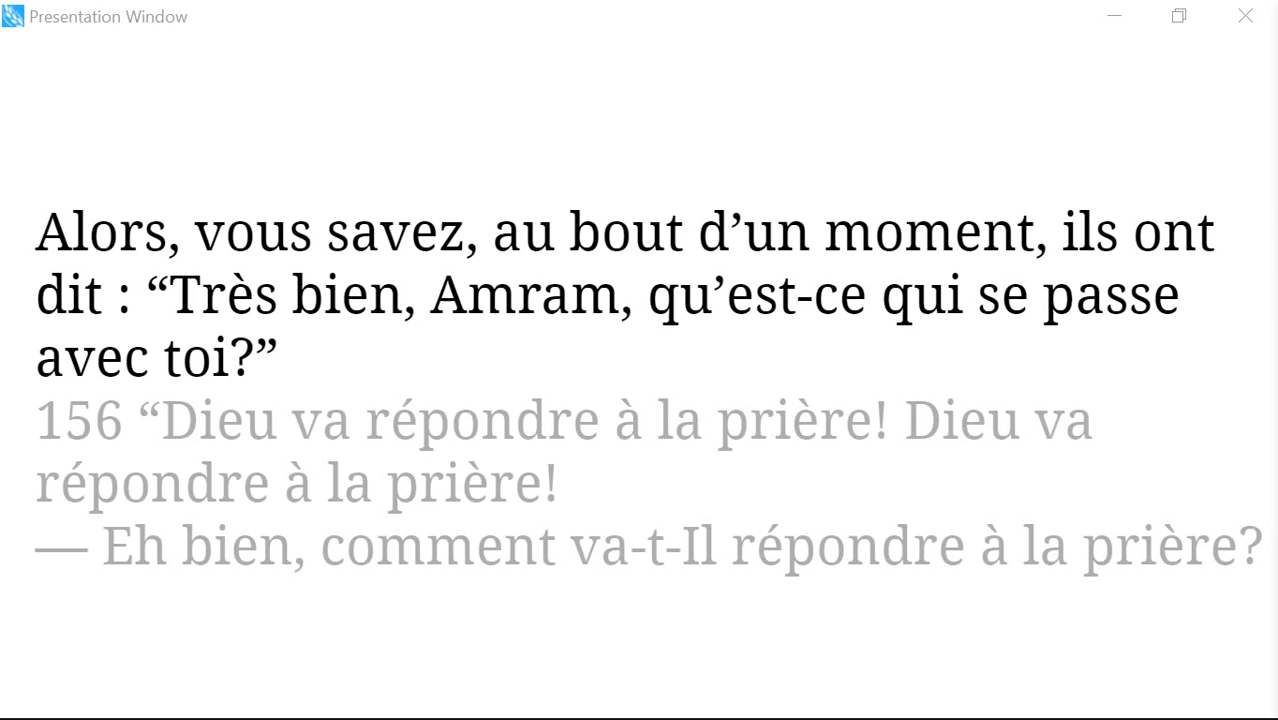 Presentation Window
Alors, vous savez, au bout d’un moment, ils ont
dit : “Très bien, Amram, qu’est-ce qui se passe
avec toi?”
156 “Dieu va répondre à la prière! Dieu va
répondre à la prière!
— Eh bien, comment va-t-Il répondre à la prière?